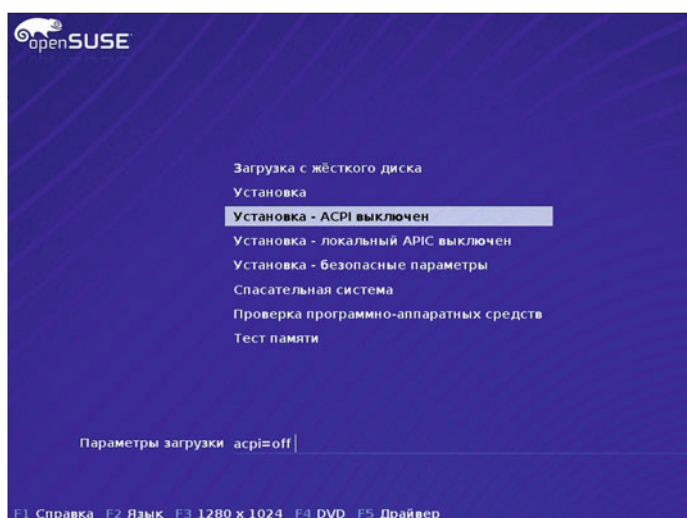 openSUSE
Загрузка с жёсткого диска
Установка
Установка - ACPI выключен
Установка - локальный APIC выключен
Установка - безопасные параметры
Спасательная система
Проверка программно-аппаратных средств
Тест памяти
Параметры загрузки acpi=off
F1 Справка F2 Язык F3 1280 x 1024 F4 DVD F5 Драйвер